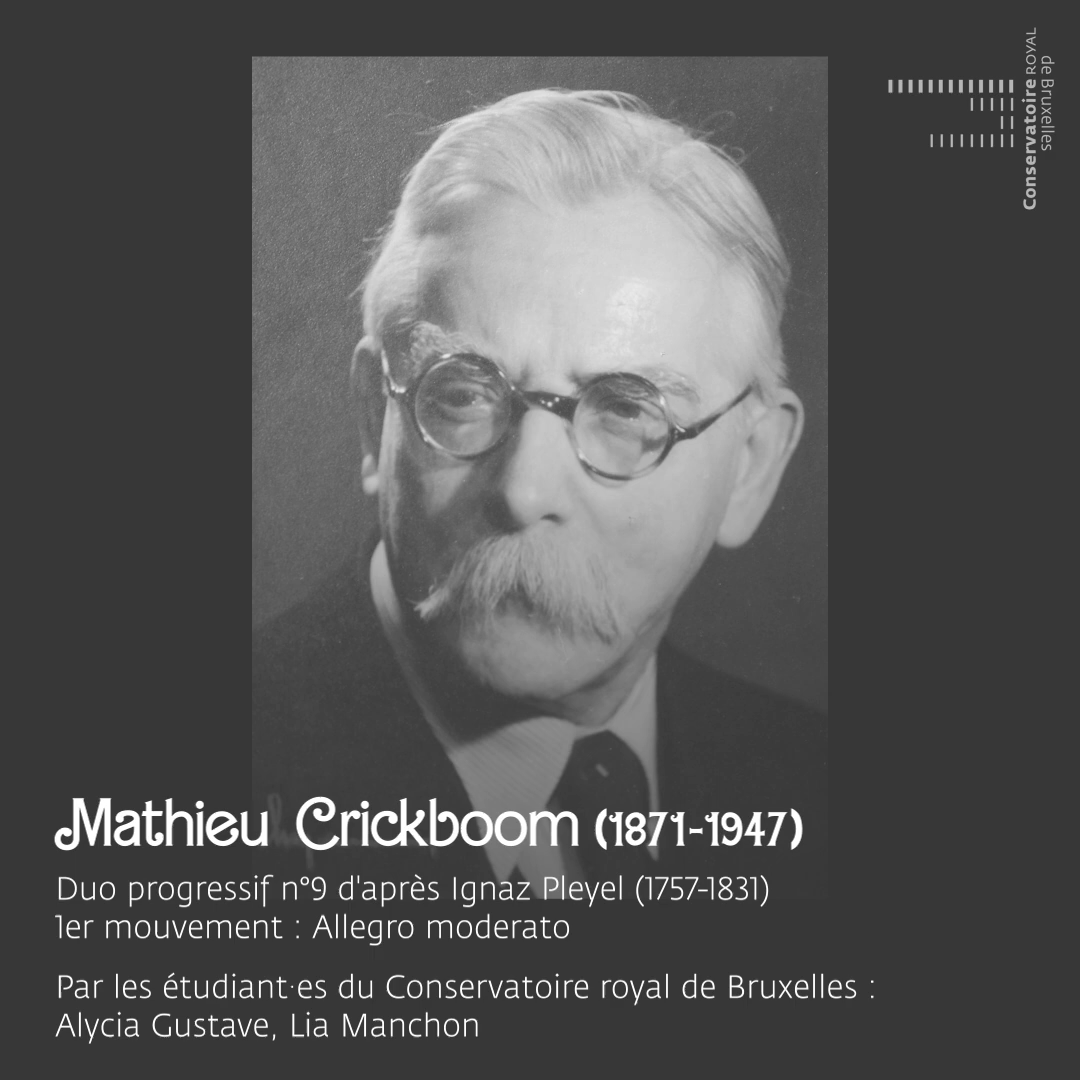 Conservatoire ROYAL
de Bruxelles
Mathieu Crickboom (1871-1947)
Duo progressif n°9 d'après Ignaz Pleyel (1757-1831)
1er mouvement : Allegro moderato
Par les étudiant·es du Conservatoire royal de Bruxelles :
Alycia Gustave, Lia Manchon